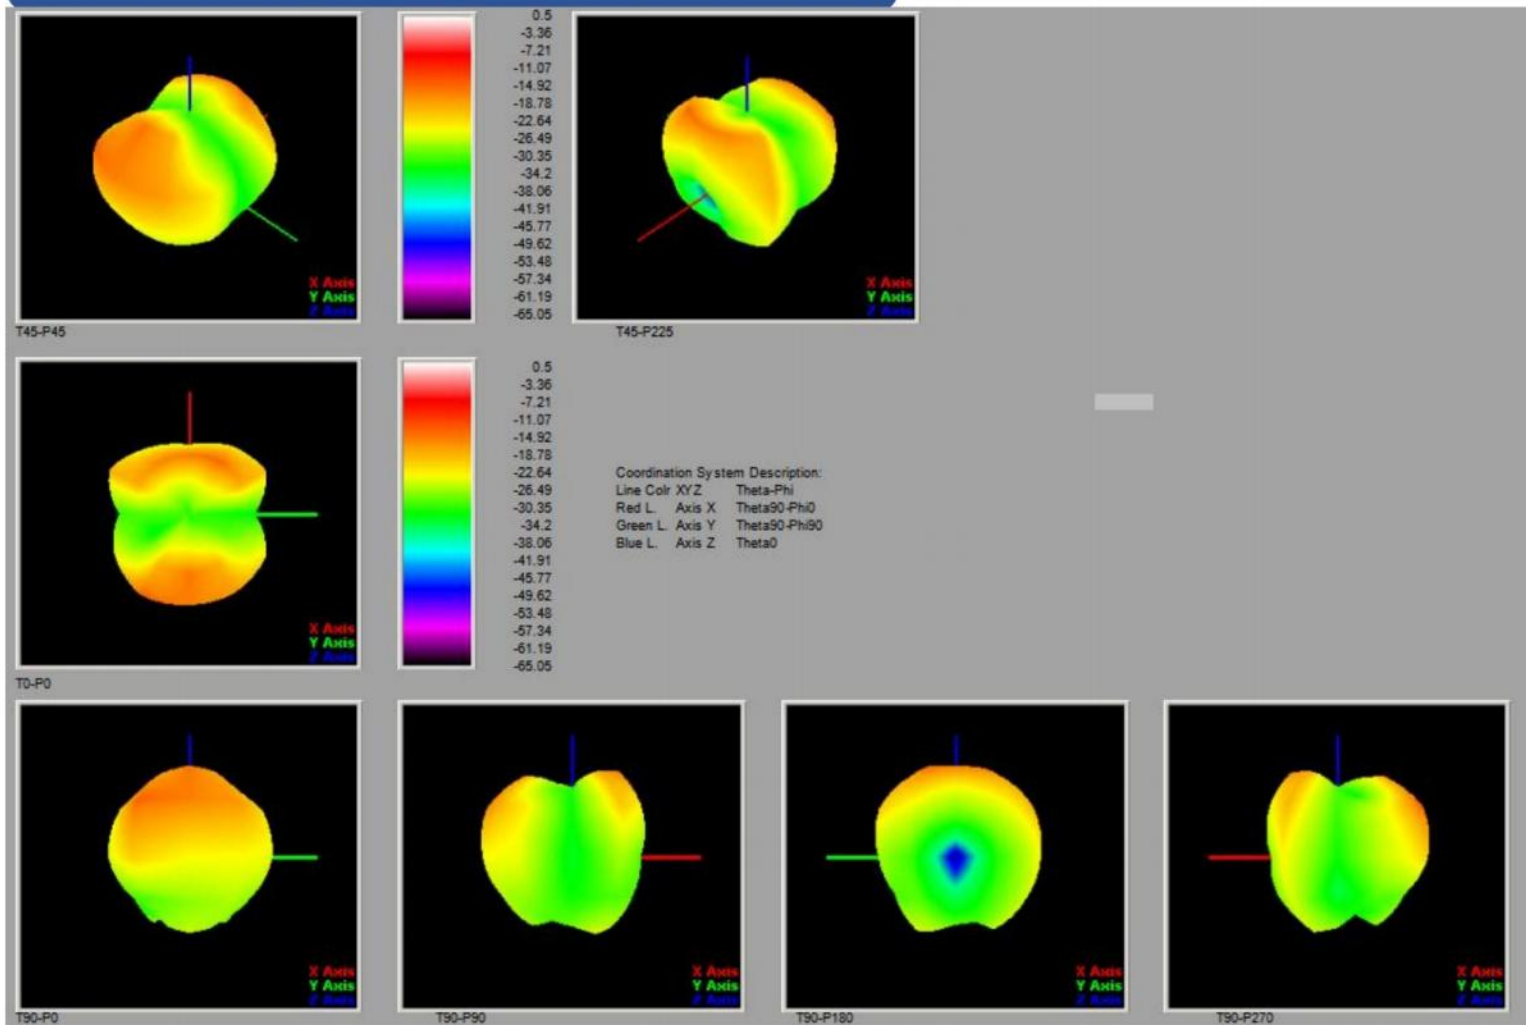 0.5
-3.36
-7.21
-11.07
-14.92
-18.78
-22.64
-26.49
-30.35
-34.2
-38.06
-41.91
-45.77
-49.62
-53.48
-57.34
-61.19
-65.05
X Axis
Y Axis
Z Axis
X Axis
Y Axis
Z Axis
T45-P45
T45-P225
0.5
-3.36
-7.21
-11.07
-14.92
-18.78
-22.64
-26.49
-30.35
-34.2
-38.06
-41.91
-45.77
-49.62
-53.48
-57.34
-61.19
-65.05
Coordination System Description:
Line Colr XYZ Theta-Phi
Red L. Axis X Theta90-Phi0
Green L. Axis Y Theta90-Phi90
Blue L. Axis Z Theta0
X Axis
Y Axis
Z Axis
T0-P0
X Axis
Y Axis
Z Axis
X Axis
Y Axis
Z Axis
X Axis
Y Axis
Z Axis
X Axis
Y Axis
Z Axis
T90-P0
T90-P90
T90-P180
T90-P270